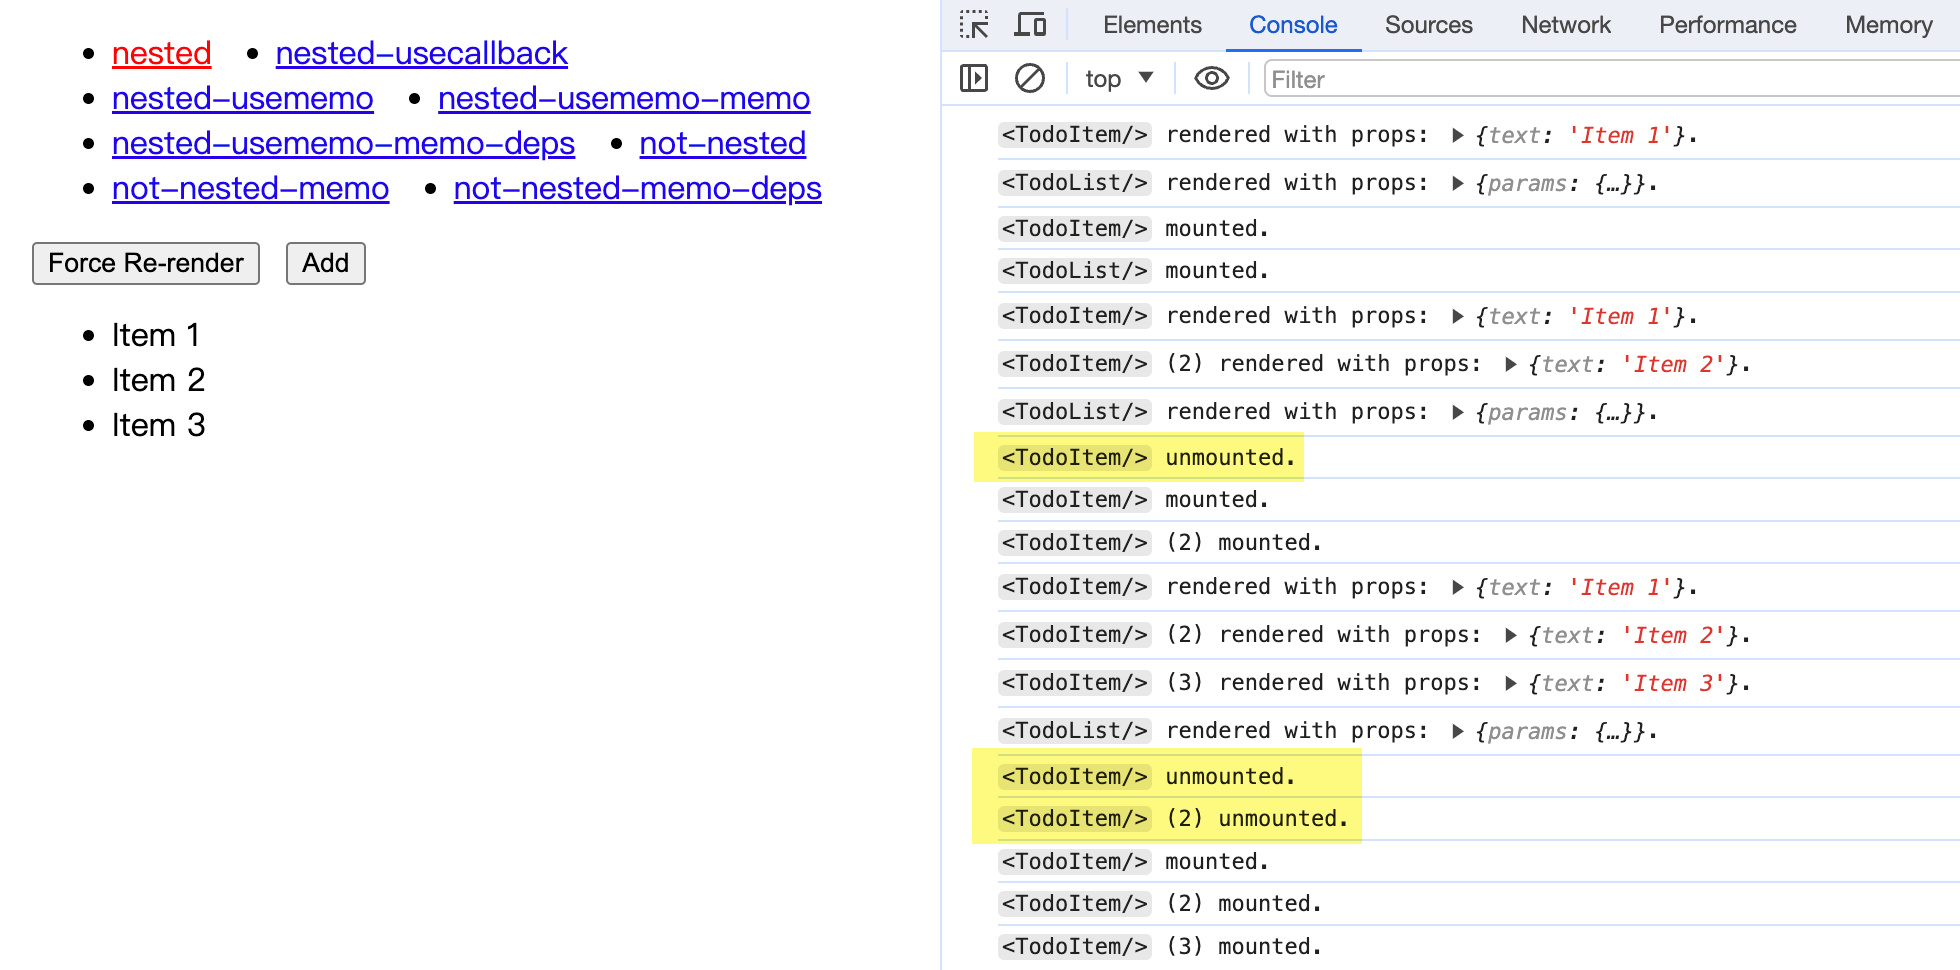 nested nested-usecallback
nested-usememo nested-usememo-memo
nested-usememo-memo-deps not-nested
not-nested-memo not-nested-memo-deps
Force Re-render Add
Item 1
Item 2
Item 3
Elements Console Sources Network Performance Memory
top Filter
<TodoItem/> rendered with props: {text: 'Item 1'}.
<TodoList/> rendered with props: {params: {…}}.
<TodoItem/> mounted.
<TodoList/> mounted.
<TodoItem/> rendered with props: {text: 'Item 1'}.
<TodoItem/> (2) rendered with props: {text: 'Item 2'}.
<TodoList/> rendered with props: {params: {…}}.
<TodoItem/> unmounted.
<TodoItem/> mounted.
<TodoItem/> (2) mounted.
<TodoItem/> rendered with props: {text: 'Item 1'}.
<TodoItem/> (2) rendered with props: {text: 'Item 2'}.
<TodoItem/> (3) rendered with props: {text: 'Item 3'}.
<TodoList/> rendered with props: {params: {…}}.
<TodoItem/> unmounted.
<TodoItem/> (2) unmounted.
<TodoItem/> mounted.
<TodoItem/> (2) mounted.
<TodoItem/> (3) mounted.